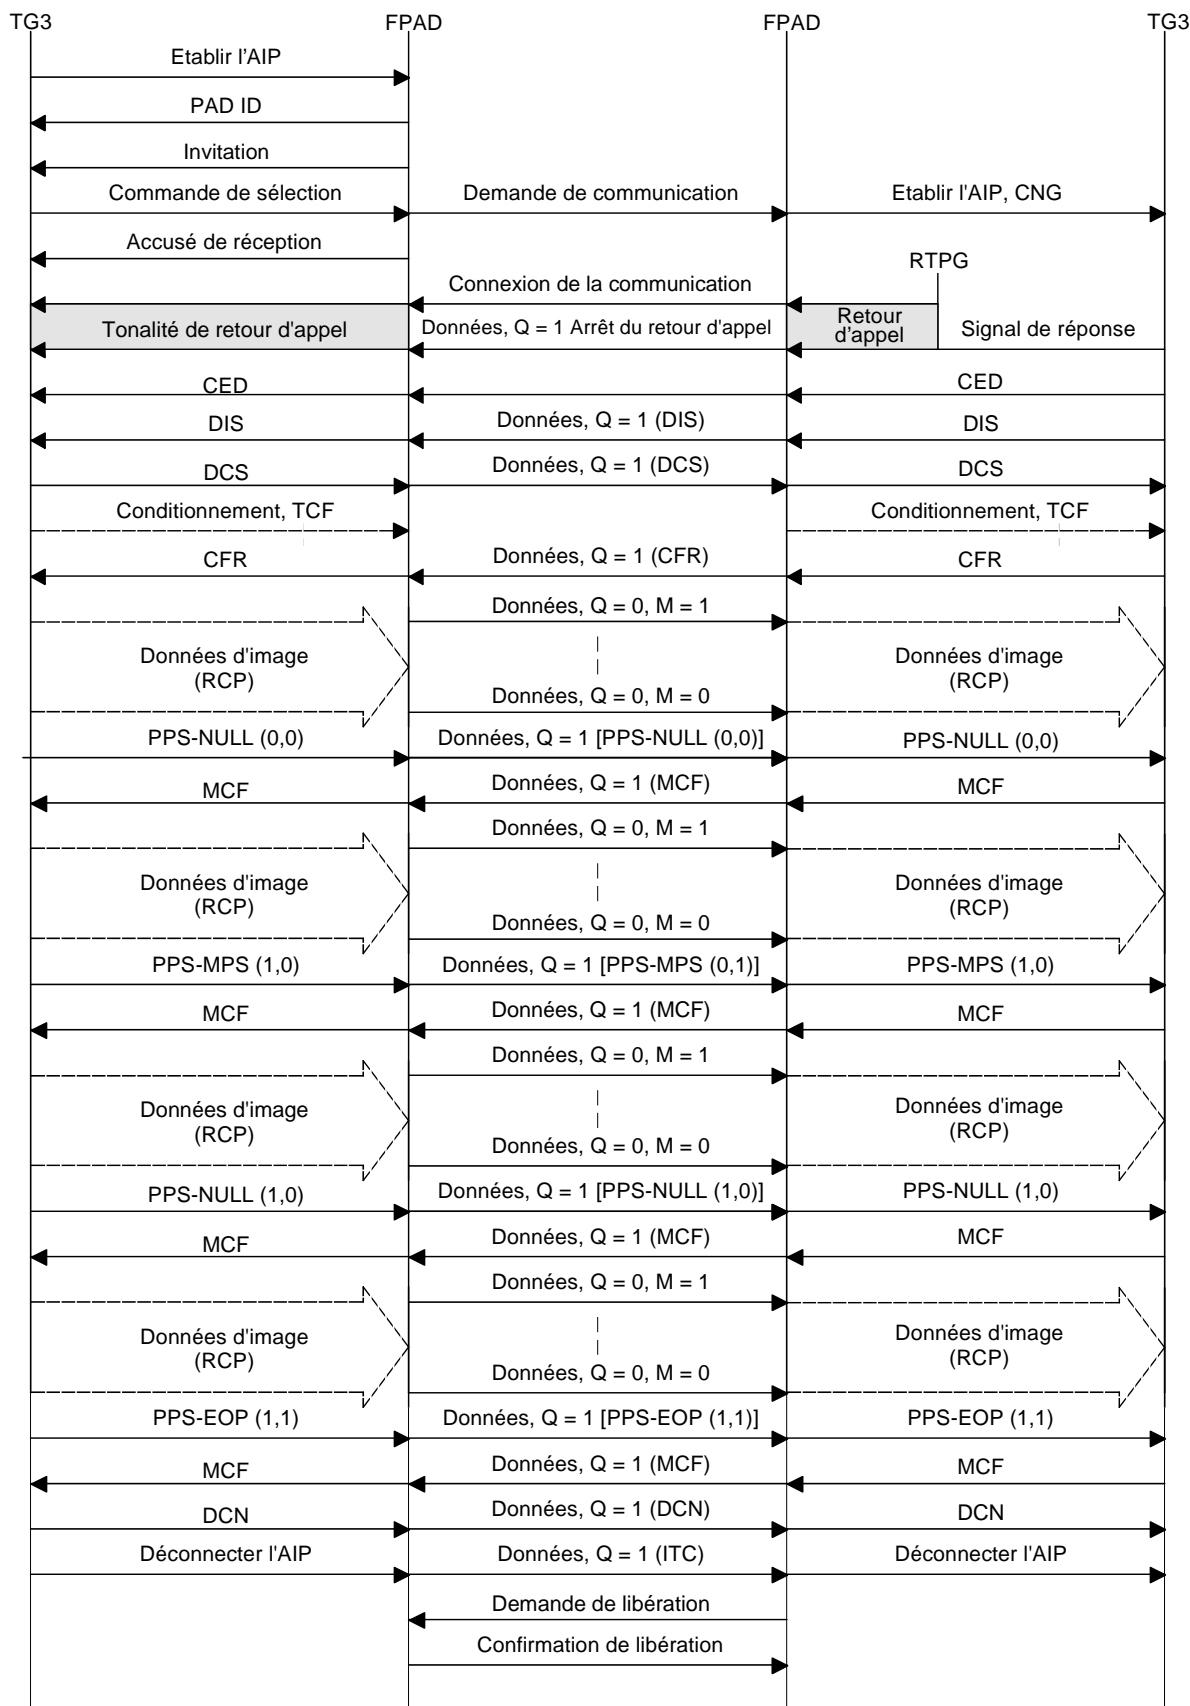 TG3 FPAD FPAD TG3
Etablir l'AIP
PAD ID
Invitation
Commande de sélection Demande de communication Etablir l'AIP, CNG
Accusé de réception
RTPG
Connexion de la communication
Tonalité de retour d'appel Données, Q = 1 Arrêt du retour d'appel Retour d'appel Signal de réponse
CED CED
DIS Données, Q = 1 (DIS) DIS
DCS Données, Q = 1 (DCS) DCS
Conditionnement, TCF Conditionnement, TCF
CFR Données, Q = 1 (CFR) CFR
Données, Q = 0, M = 1
Données d'image Données d'image
(RCP) (RCP)
Données, Q = 0, M = 0
PPS-NULL (0,0) Données, Q = 1 [PPS-NULL (0,0)] PPS-NULL (0,0)
MCF Données, Q = 1 (MCF) MCF
Données, Q = 0, M = 1
Données d'image Données d'image
(RCP) (RCP)
Données, Q = 0, M = 0
PPS-MPS (1,0) Données, Q = 1 [PPS-MPS (0,1)] PPS-MPS (1,0)
MCF Données, Q = 1 (MCF) MCF
Données, Q = 0, M = 1
Données d'image Données d'image
(RCP) (RCP)
Données, Q = 0, M = 0
PPS-NULL (1,0) Données, Q = 1 [PPS-NULL (1,0)] PPS-NULL (1,0)
MCF Données, Q = 1 (MCF) MCF
Données, Q = 0, M = 1
Données d'image Données d'image
(RCP) (RCP)
Données, Q = 0, M = 0
PPS-EOP (1,1) Données, Q = 1 [PPS-EOP (1,1)] PPS-EOP (1,1)
MCF Données, Q = 1 (MCF) MCF
DCN Données, Q = 1 (DCN) DCN
Déconnecter l'AIP Données, Q = 1 (ITC) Déconnecter l'AIP
Demande de libération
Confirmation de libération